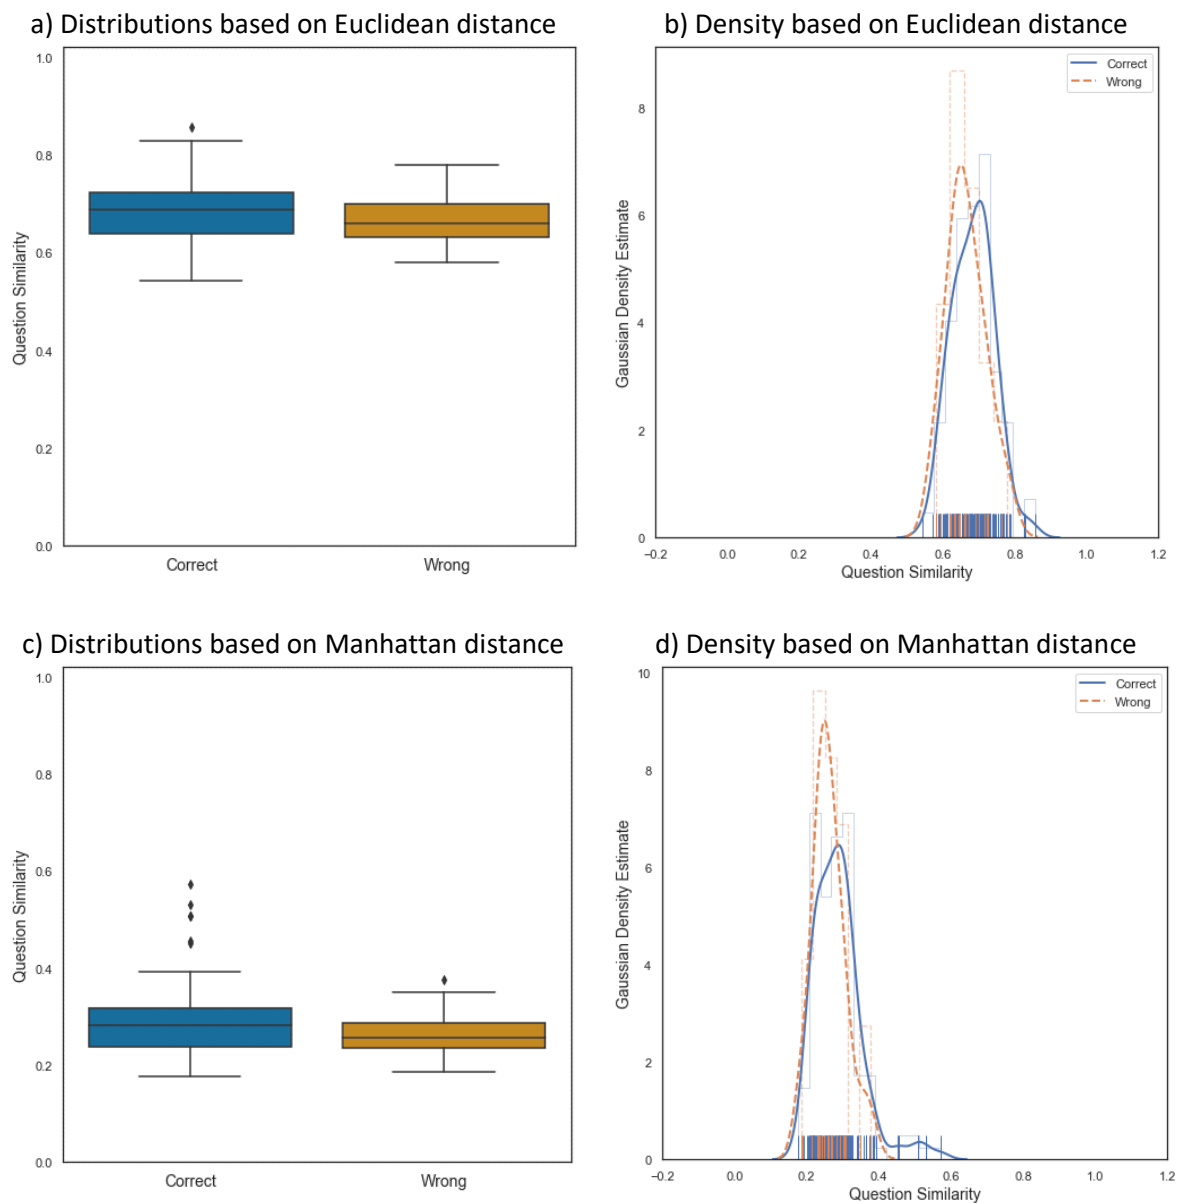 a) Distributions based on Euclidean distance
1.0
0.8
0.6
0.4
0.2
0.0
Question Similarity
Correct
Wrong
b) Density based on Euclidean distance
Correct
Wrong
8
6
4
2
0
Gaussian Density Estimate
−0.2 0.0 0.2 0.4 0.6 0.8 1.0 1.2
Question Similarity
c) Distributions based on Manhattan distance
1.0
0.8
0.6
0.4
0.2
0.0
Question Similarity
Correct
Wrong
d) Density based on Manhattan distance
Correct
Wrong
10
8
6
4
2
0
Gaussian Density Estimate
−0.2 0.0 0.2 0.4 0.6 0.8 1.0 1.2
Question Similarity